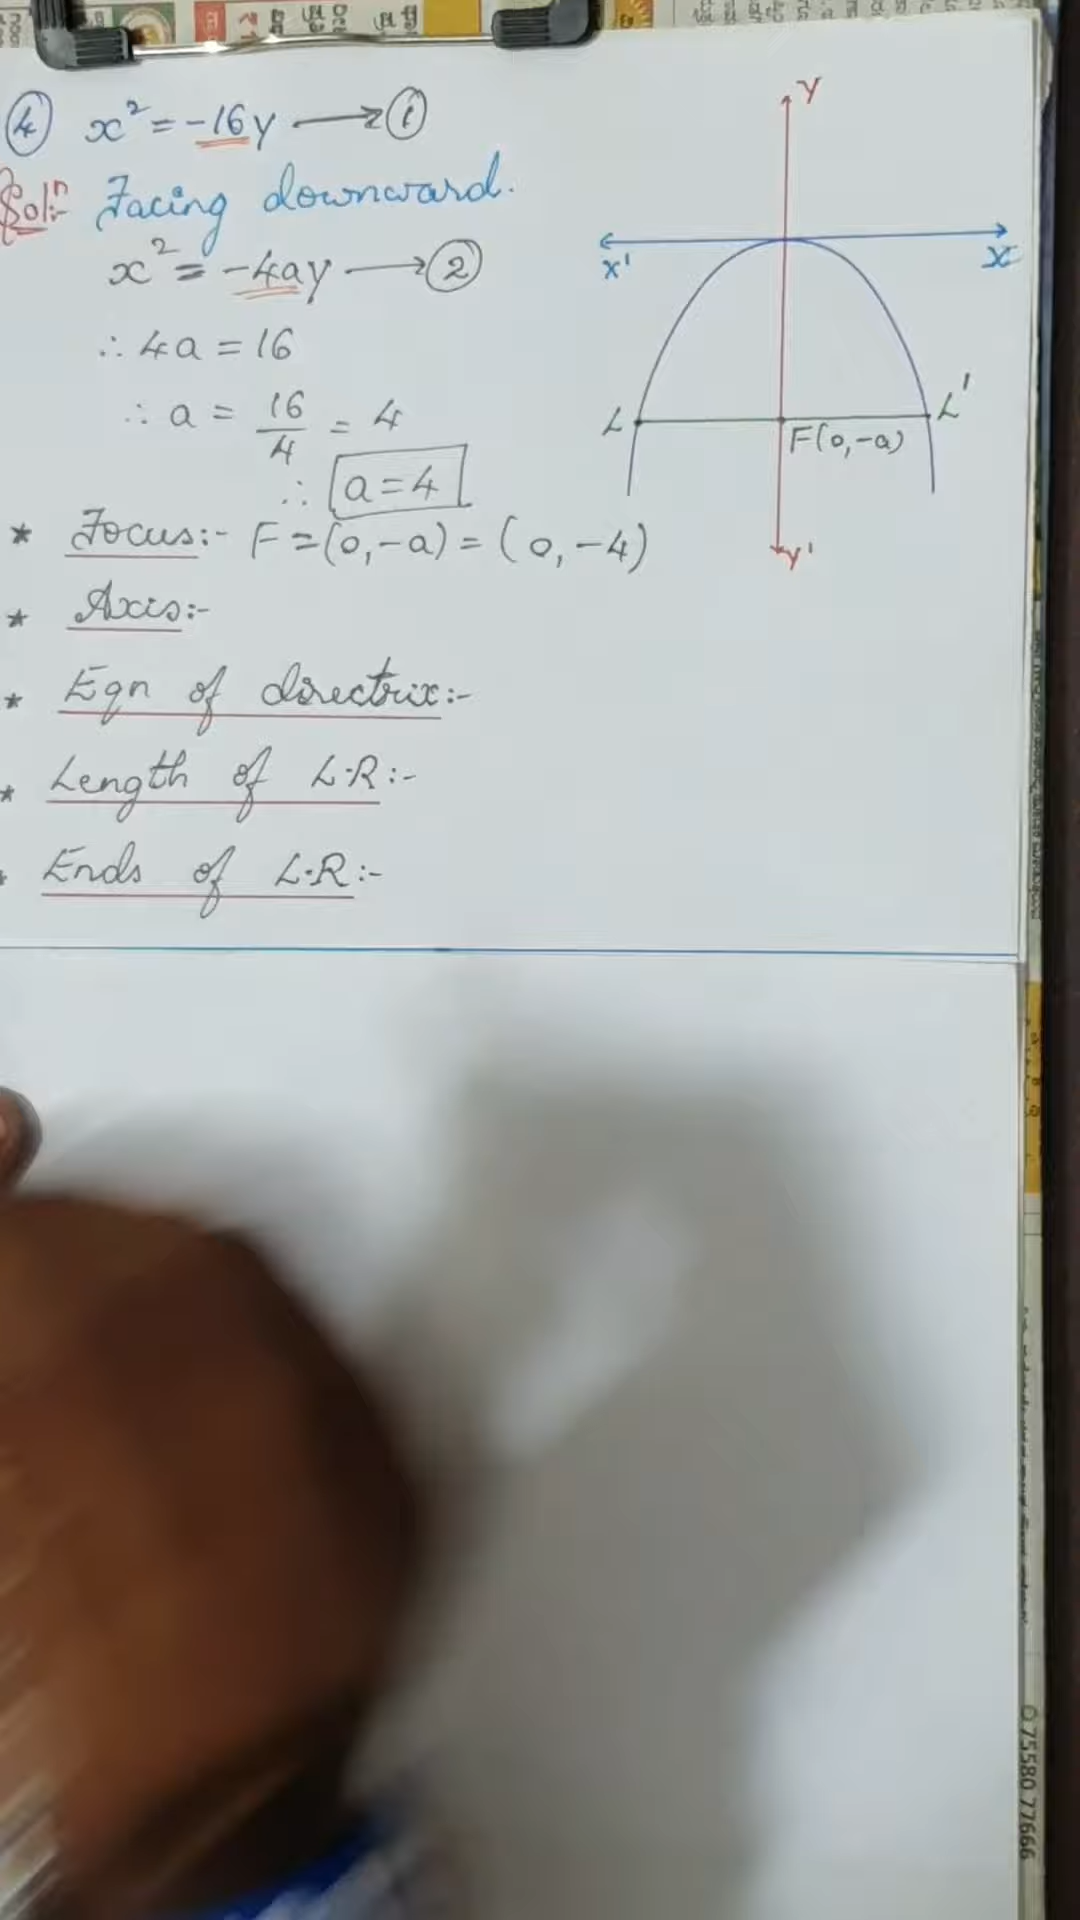 ④ x² = -16y ⟶ ①
Solⁿ:- Facing downward.
x² = -4ay ⟶ ②
∴ 4a = 16
∴ a = 16/4 = 4
∴ a = 4
* Focus:- F = (0, -a) = (0, -4)
* Axis:-
* Eqn of directrix:-
* Length of L.R:-
* Ends of L.R:-
Y
X' X
L L'
F(0, -a)
Y'
0.75580 77666